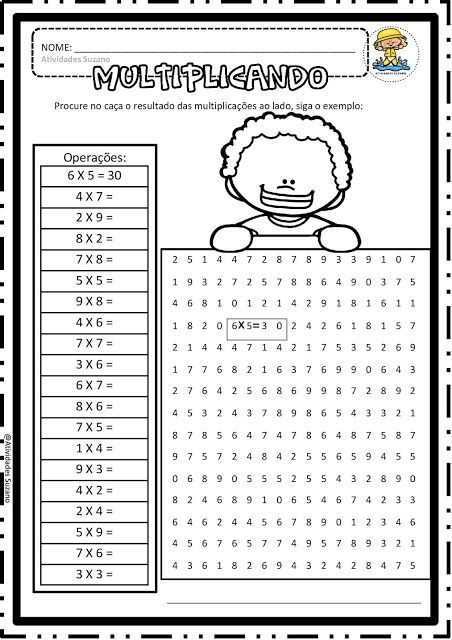 NOME:
Atividades Suzano
ATIVIDADES SUZANO
MULTIPLICANDO
Procure no caça o resultado das multiplicações ao lado, siga o exemplo:
Operações:
6 X 5 = 30
4 X 7 =
2 X 9 =
8 X 2 =
7 X 8 =
5 X 5 =
9 X 8 =
4 X 6 =
7 X 7 =
3 X 6 =
6 X 7 =
8 X 6 =
7 X 5 =
1 X 4 =
9 X 3 =
4 X 2 =
2 X 4 =
5 X 9 =
7 X 6 =
3 X 3 =
2 5 1 4 4 7 2 8 7 8 9 3 3 9 1 0 7
1 9 3 2 7 2 5 7 8 8 6 4 9 0 3 7 5
4 6 8 1 0 1 2 1 4 2 9 1 8 1 6 1 1
1 8 2 0 6X5=3 0 2 4 2 6 1 8 1 5 7
2 1 4 4 4 7 1 4 2 1 7 5 3 5 2 6 9
1 7 7 6 8 2 1 6 3 7 6 9 9 0 6 4 3
2 7 6 4 2 5 6 8 6 9 9 8 7 2 8 9 2
4 5 3 2 4 3 7 8 9 8 6 5 4 3 3 2 1
8 7 8 5 6 4 7 4 7 8 6 4 8 7 5 8 7
9 7 5 7 2 4 8 4 2 5 5 6 5 9 4 5 5
0 6 8 9 0 5 5 5 2 5 5 4 3 2 8 9 0
8 2 4 6 8 9 1 0 6 5 4 6 7 4 2 3 3
6 4 6 2 4 4 5 6 7 8 9 0 1 2 3 4 6
4 5 6 7 6 5 7 7 4 9 5 7 8 9 3 2 1
4 3 6 1 8 2 6 9 4 3 2 4 2 8 4 7 5
@Atividades Suzano